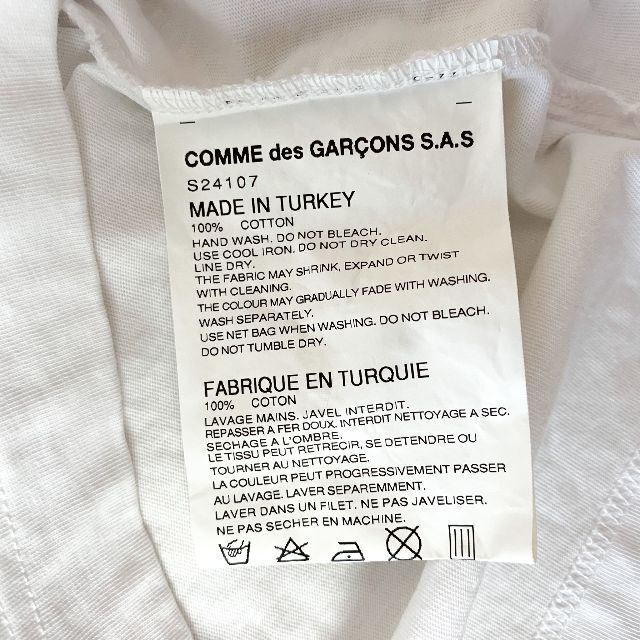 COMME des GARÇONS S.A.S
S24107
MADE IN TURKEY
100% COTTON
HAND WASH. DO NOT BLEACH.
USE COOL IRON. DO NOT DRY CLEAN.
LINE DRY.
THE FABRIC MAY SHRINK, EXPAND OR TWIST
WITH CLEANING.
THE COLOUR MAY GRADUALLY FADE WITH WASHING.
WASH SEPARATELY.
USE NET BAG WHEN WASHING. DO NOT BLEACH.
DO NOT TUMBLE DRY.
FABRIQUE EN TURQUIE
100% COTON
LAVAGE MAINS. JAVEL INTERDIT.
REPASSER A FER DOUX. INTERDIT NETTOYAGE A SEC.
SECHAGE A L'OMBRE.
LE TISSU PEUT RETRECIR, SE DETENDRE OU
TOURNER AU NETTOYAGE.
LA COULEUR PEUT PROGRESSIVEMENT PASSER
AU LAVAGE. LAVER SEPAREMMENT.
LAVER DANS UN FILET. NE PAS JAVELISER.
NE PAS SECHER EN MACHINE.